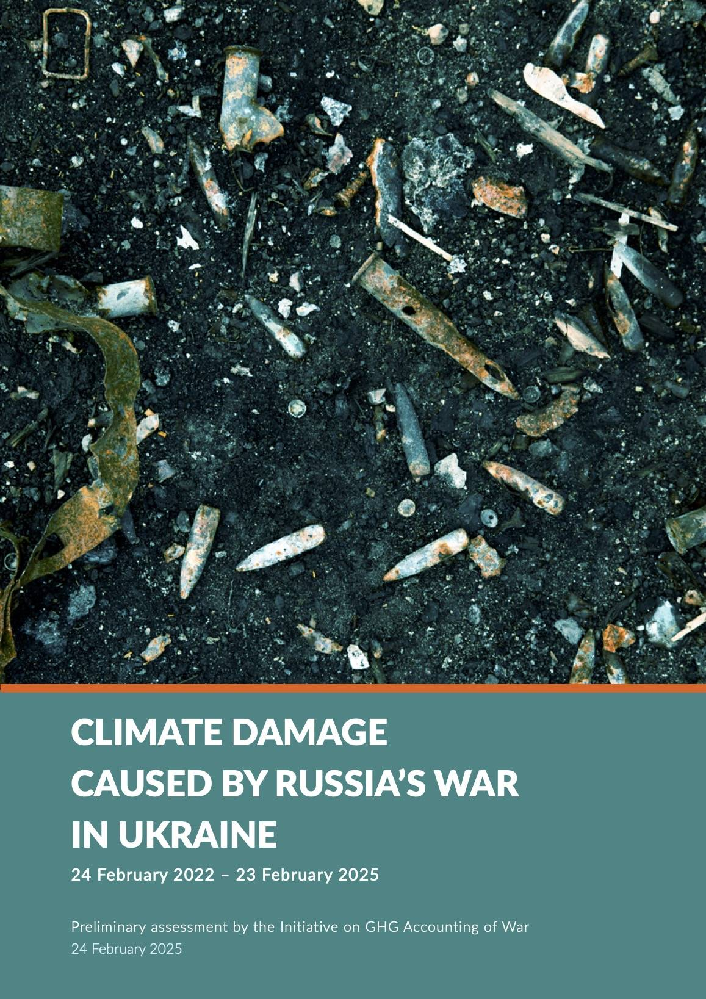 CLIMATE DAMAGE
CAUSED BY RUSSIA’S WAR
IN UKRAINE
24 February 2022 – 23 February 2025
Preliminary assessment by the Initiative on GHG Accounting of War
24 February 2025